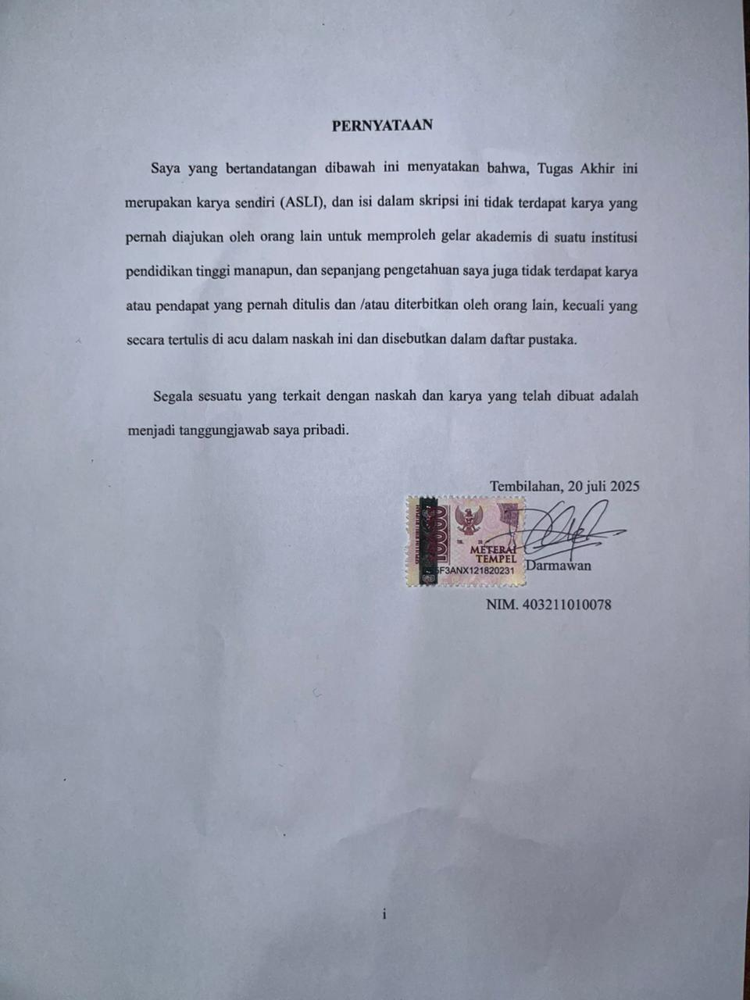 PERNYATAAN
Saya yang bertandatangan dibawah ini menyatakan bahwa, Tugas Akhir ini
merupakan karya sendiri (ASLI), dan isi dalam skripsi ini tidak terdapat karya yang
pernah diajukan oleh orang lain untuk memproleh gelar akademis di suatu institusi
pendidikan tinggi manapun, dan sepanjang pengetahuan saya juga tidak terdapat karya
atau pendapat yang pernah ditulis dan /atau diterbitkan oleh orang lain, kecuali yang
secara tertulis di acu dalam naskah ini dan disebutkan dalam daftar pustaka.
Segala sesuatu yang terkait dengan naskah dan karya yang telah dibuat adalah
menjadi tanggungjawab saya pribadi.
Tembilahan, 20 juli 2025
10000
METERAI
TEMPEL
F3ANX121820231
Darmawan
NIM. 403211010078
i